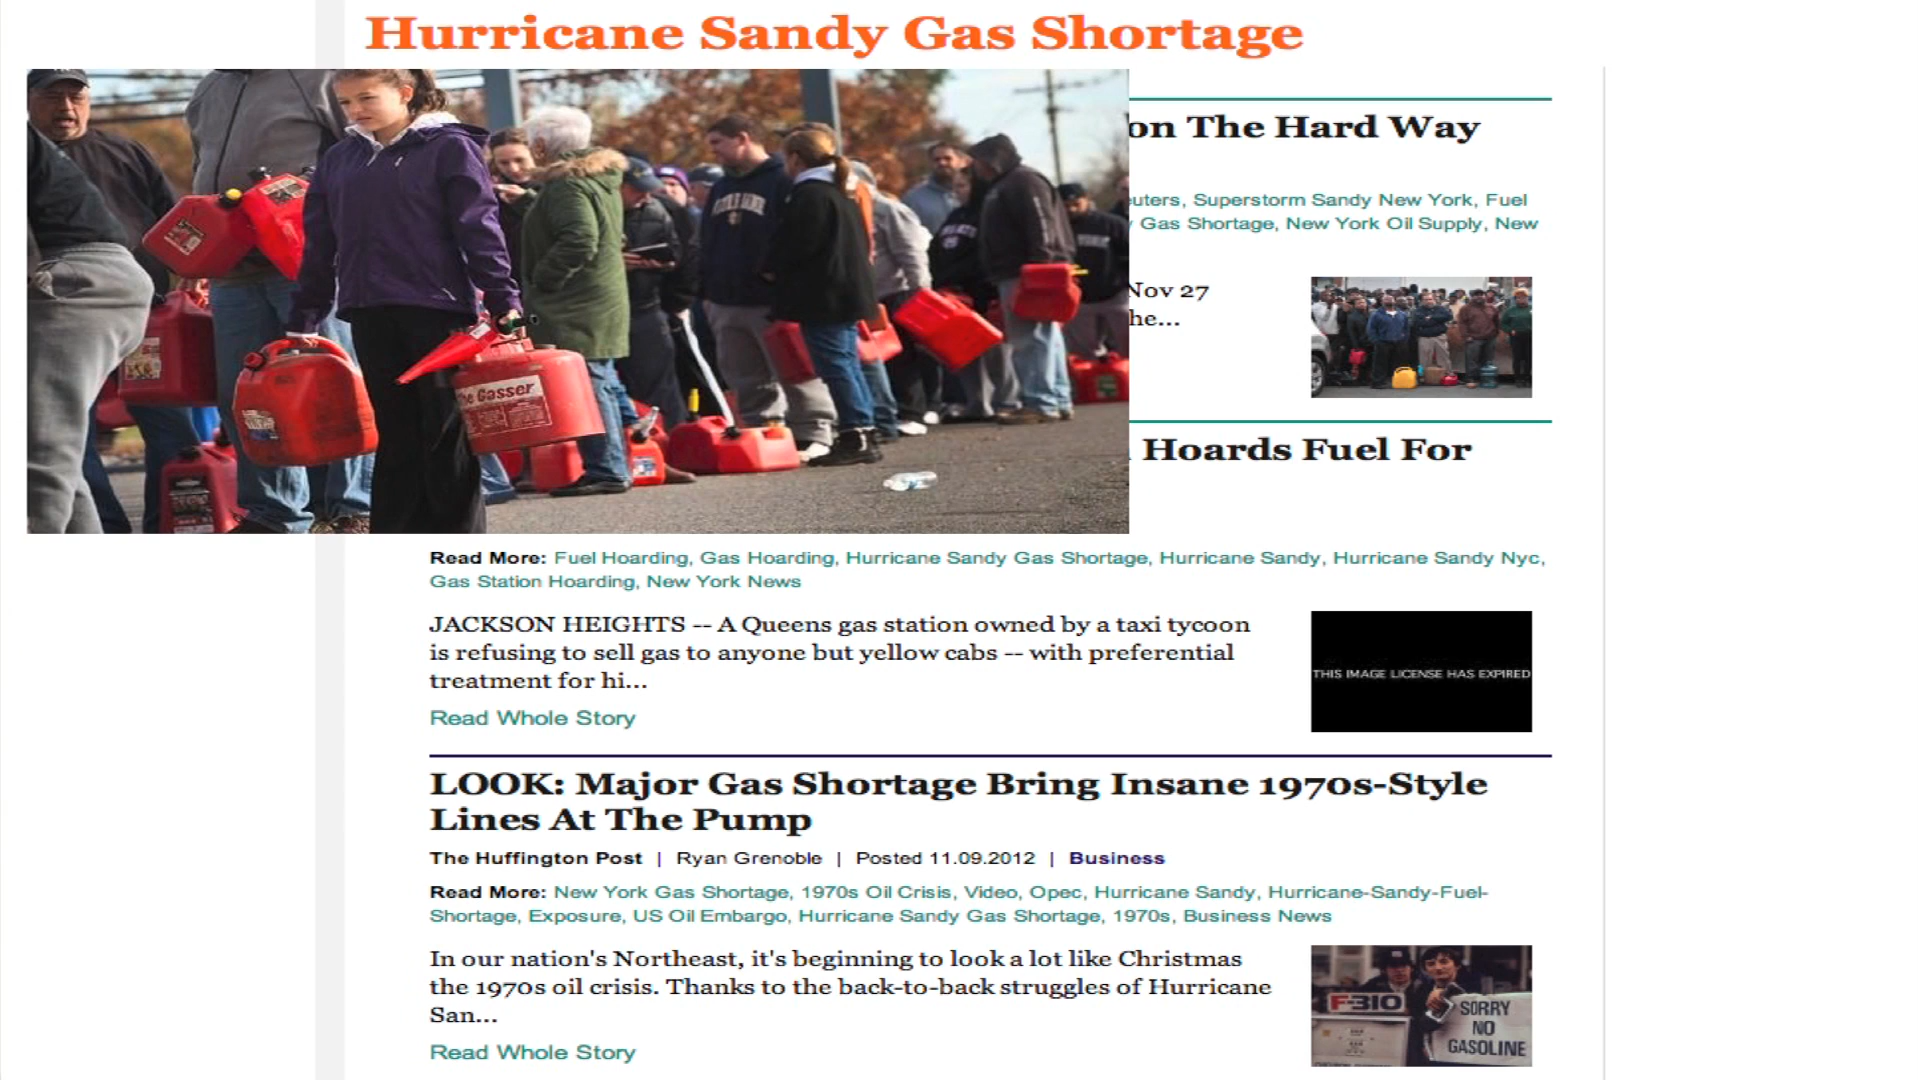 Hurricane Sandy Gas Shortage
on The Hard Way
euters, Superstorm Sandy New York, Fuel
Gas Shortage, New York Oil Supply, New
Nov 27
he...
Hoards Fuel For
The Gasser
Read More: Fuel Hoarding, Gas Hoarding, Hurricane Sandy Gas Shortage, Hurricane Sandy, Hurricane Sandy Nyc,
Gas Station Hoarding, New York News
JACKSON HEIGHTS -- A Queens gas station owned by a taxi tycoon
is refusing to sell gas to anyone but yellow cabs -- with preferential
treatment for hi...
THIS IMAGE LICENSE HAS EXPIRED
Read Whole Story
LOOK: Major Gas Shortage Bring Insane 1970s-Style
Lines At The Pump
The Huffington Post | Ryan Grenoble | Posted 11.09.2012 | Business
Read More: New York Gas Shortage, 1970s Oil Crisis, Video, Opec, Hurricane Sandy, Hurricane-Sandy-Fuel-
Shortage, Exposure, US Oil Embargo, Hurricane Sandy Gas Shortage, 1970s, Business News
In our nation's Northeast, it's beginning to look a lot like Christmas
the 1970s oil crisis. Thanks to the back-to-back struggles of Hurricane
San...
F-310
SORRY
NO
GASOLINE
Read Whole Story